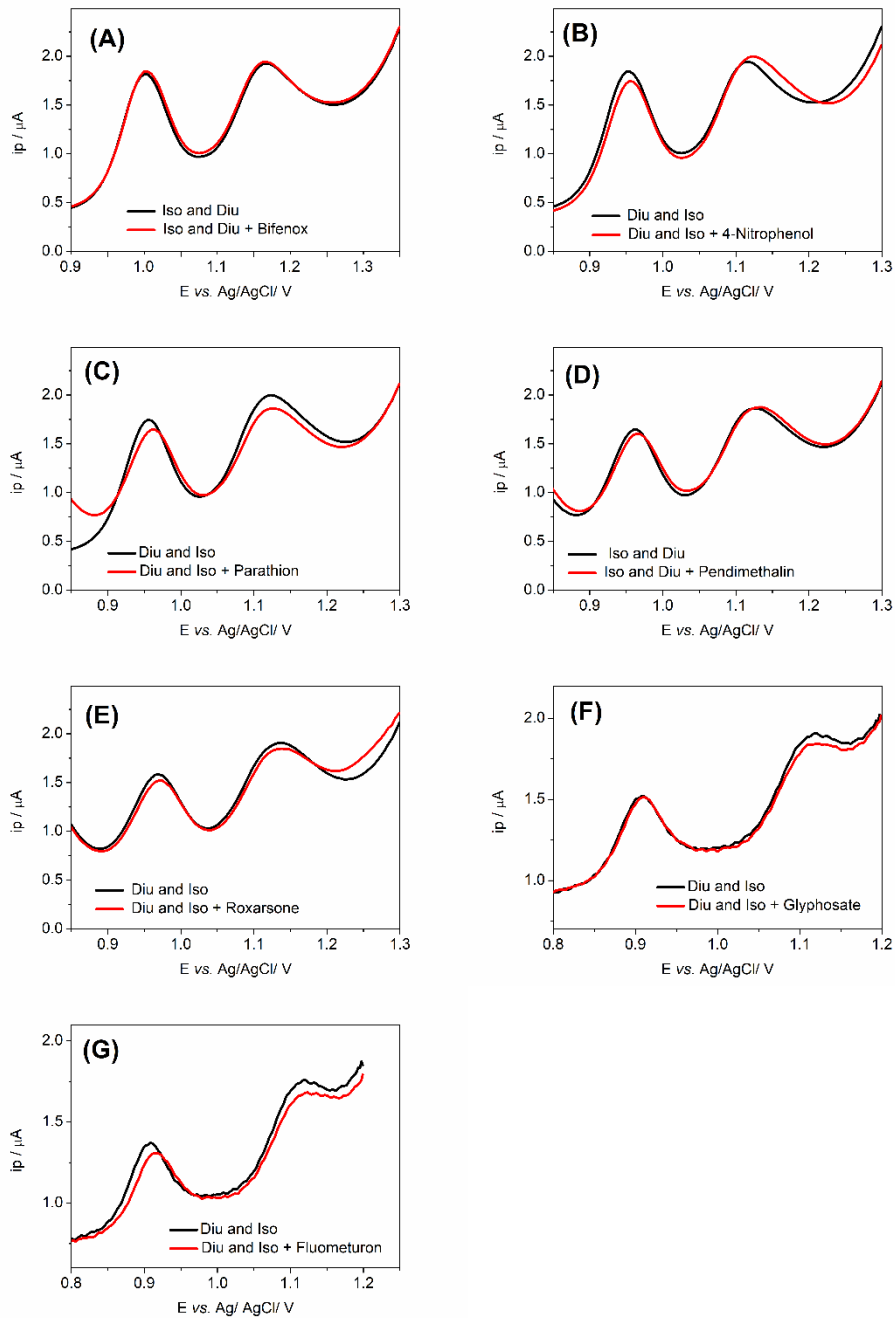 (A)
2.0
1.5
1.0
0.5
0.0
ip / μA
Iso and Diu
Iso and Diu + Bifenox
0.9 1.0 1.1 1.2 1.3
E vs. Ag/AgCl/ V
(B)
2.0
1.5
1.0
0.5
0.0
ip / μA
Diu and Iso
Diu and Iso + 4-Nitrophenol
0.9 1.0 1.1 1.2 1.3
E vs. Ag/AgCl/ V
(C)
2.0
1.5
1.0
0.5
0.0
ip / μA
Diu and Iso
Diu and Iso + Parathion
0.9 1.0 1.1 1.2 1.3
E vs. Ag/AgCl/ V
(D)
2.0
1.5
1.0
0.5
0.0
ip / μA
Iso and Diu
Iso and Diu + Pendimethalin
0.9 1.0 1.1 1.2 1.3
E vs. Ag/AgCl/ V
(E)
2.0
1.5
1.0
0.5
0.0
ip / μA
Diu and Iso
Diu and Iso + Roxarsone
0.9 1.0 1.1 1.2 1.3
E vs. Ag/AgCl/ V
(F)
2.0
1.5
1.0
ip / μA
Diu and Iso
Diu and Iso + Glyphosate
0.8 0.9 1.0 1.1 1.2
E vs. Ag/AgCl/ V
(G)
2.0
1.5
1.0
ip / μA
Diu and Iso
Diu and Iso + Fluometuron
0.8 0.9 1.0 1.1 1.2
E vs. Ag/ AgCl/ V